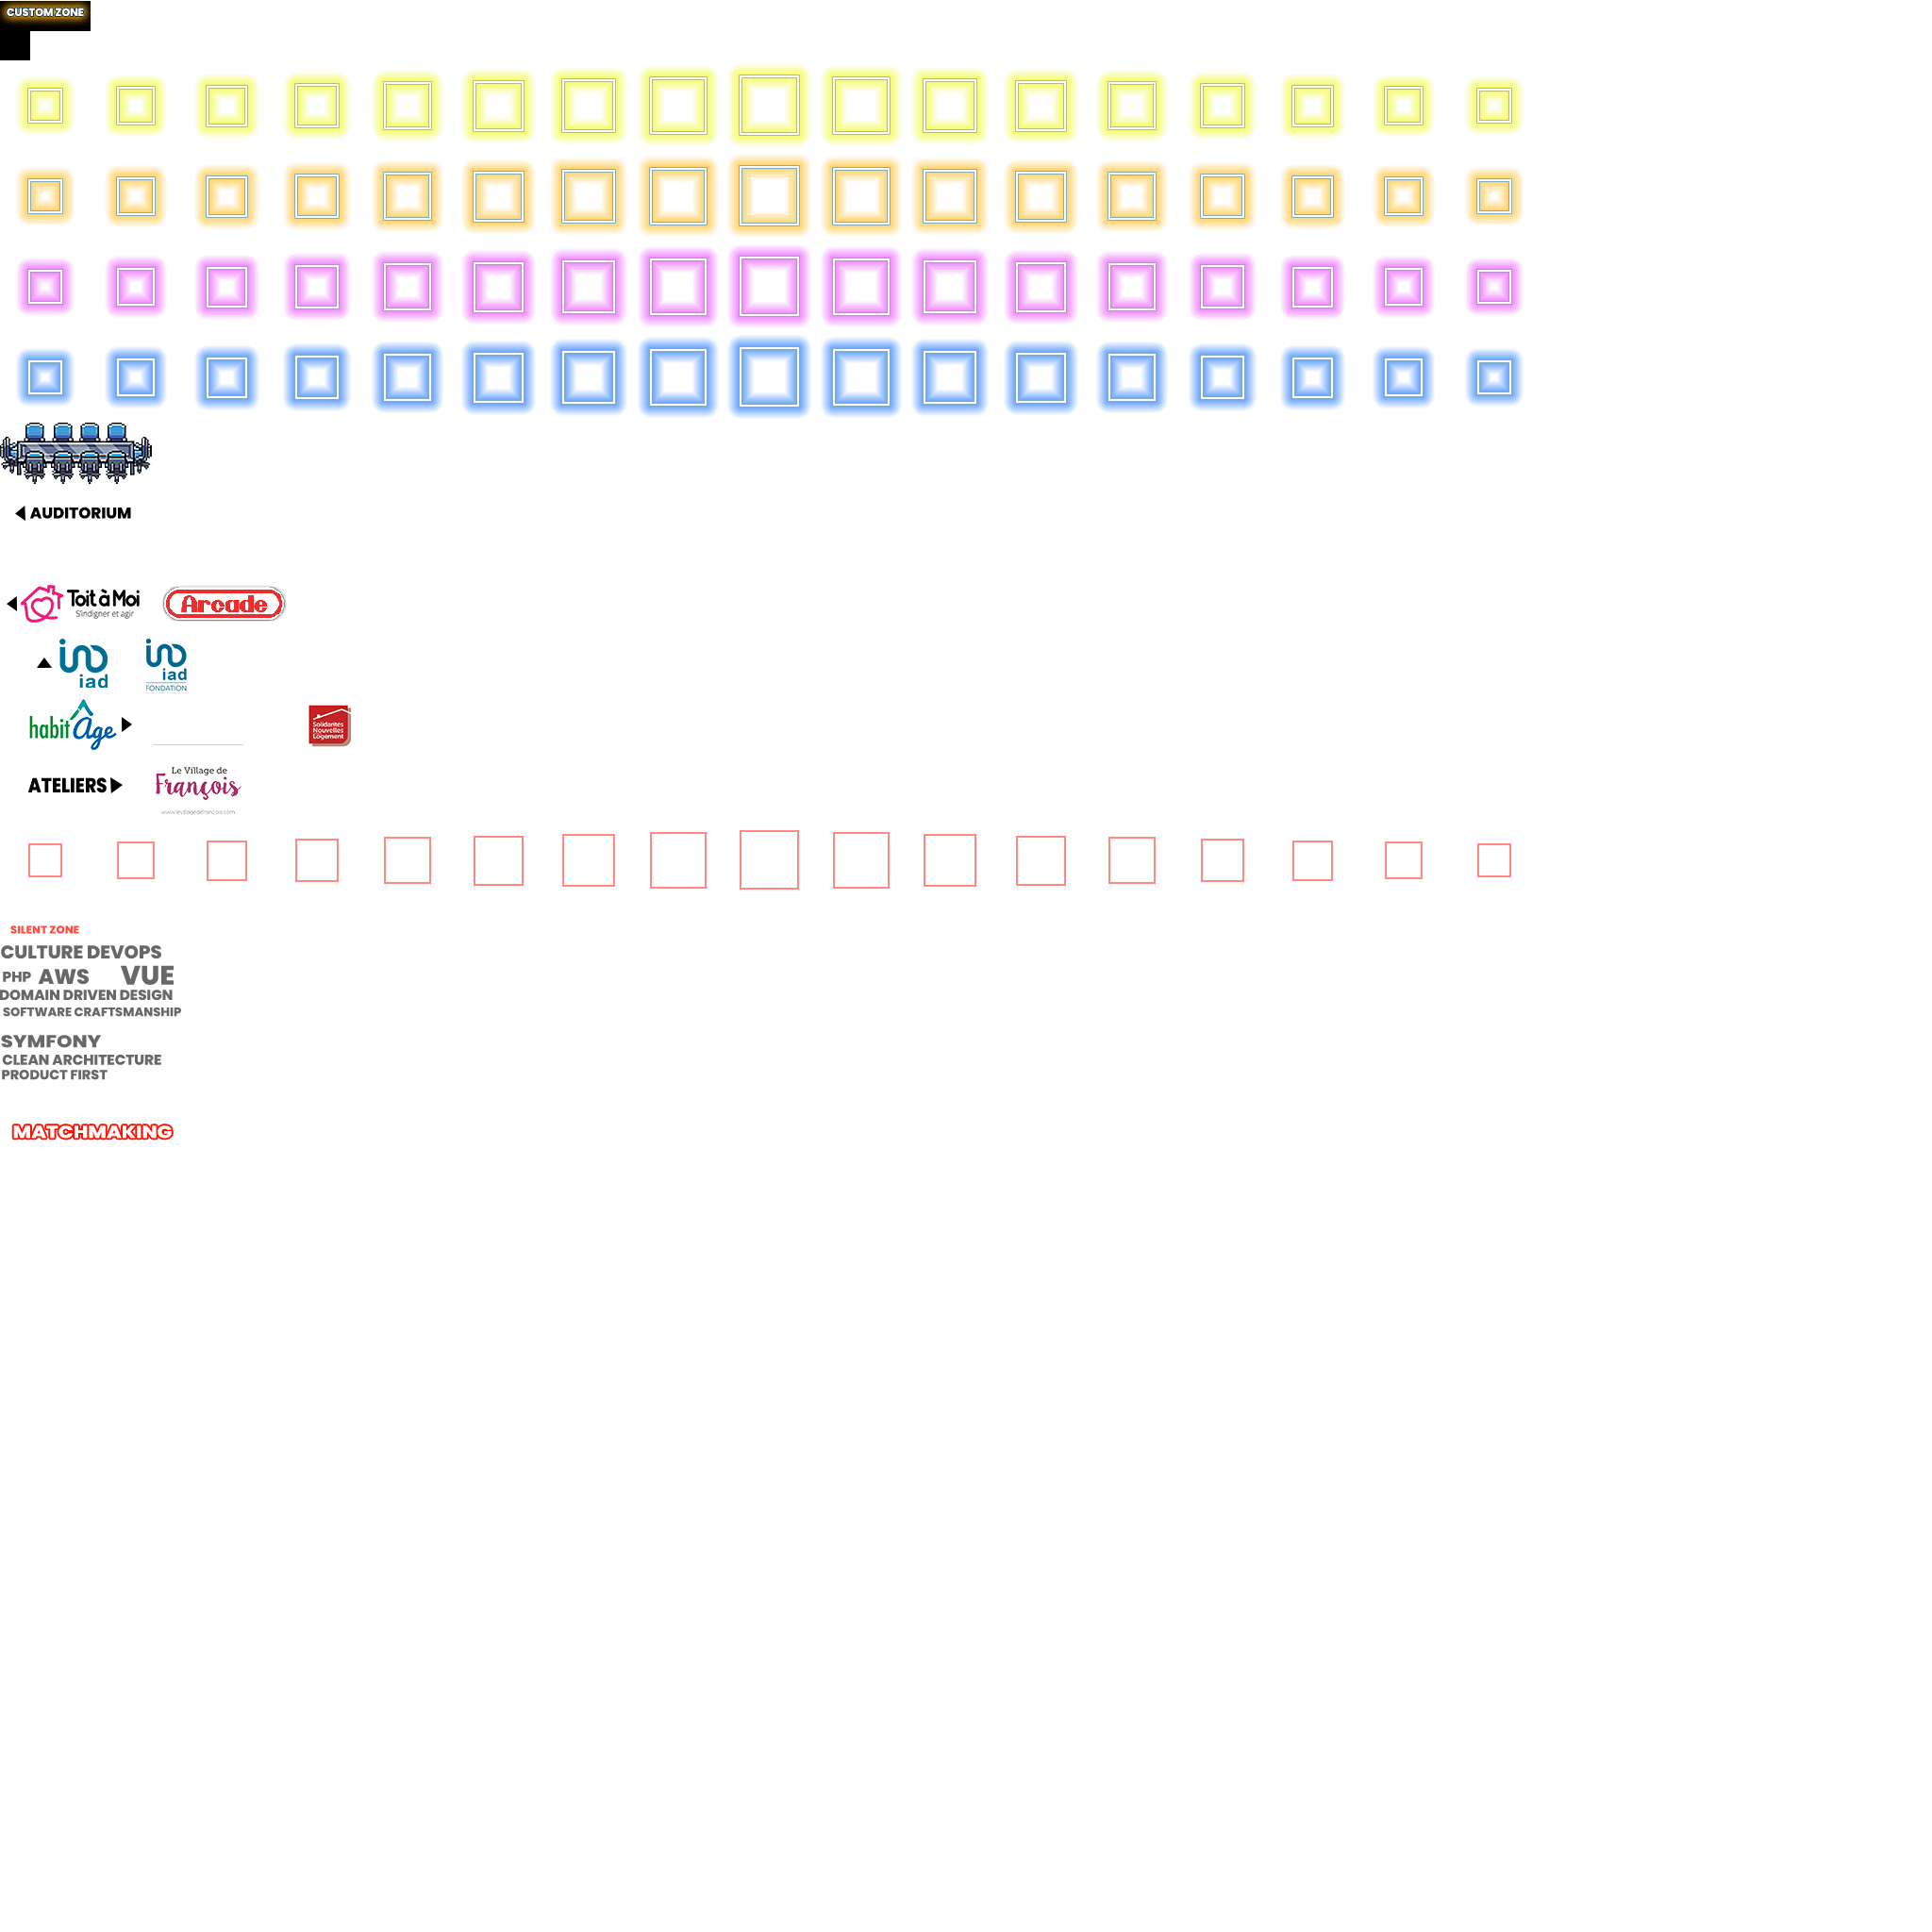 CUSTOM ZONE
AUDITORIUM
Toit à Moi
S'indigner et agir
Arcade
iad
iad
FONDATION
habitÂge
Solidarités
Nouvelles
Logement
ATELIERS
Le Village de
François
www.levillagedefrancois.com
SILENT ZONE
CULTURE DEVOPS
PHP AWS VUE
DOMAIN DRIVEN DESIGN
SOFTWARE CRAFTSMANSHIP
SYMFONY
CLEAN ARCHITECTURE
PRODUCT FIRST
MATCHMAKING